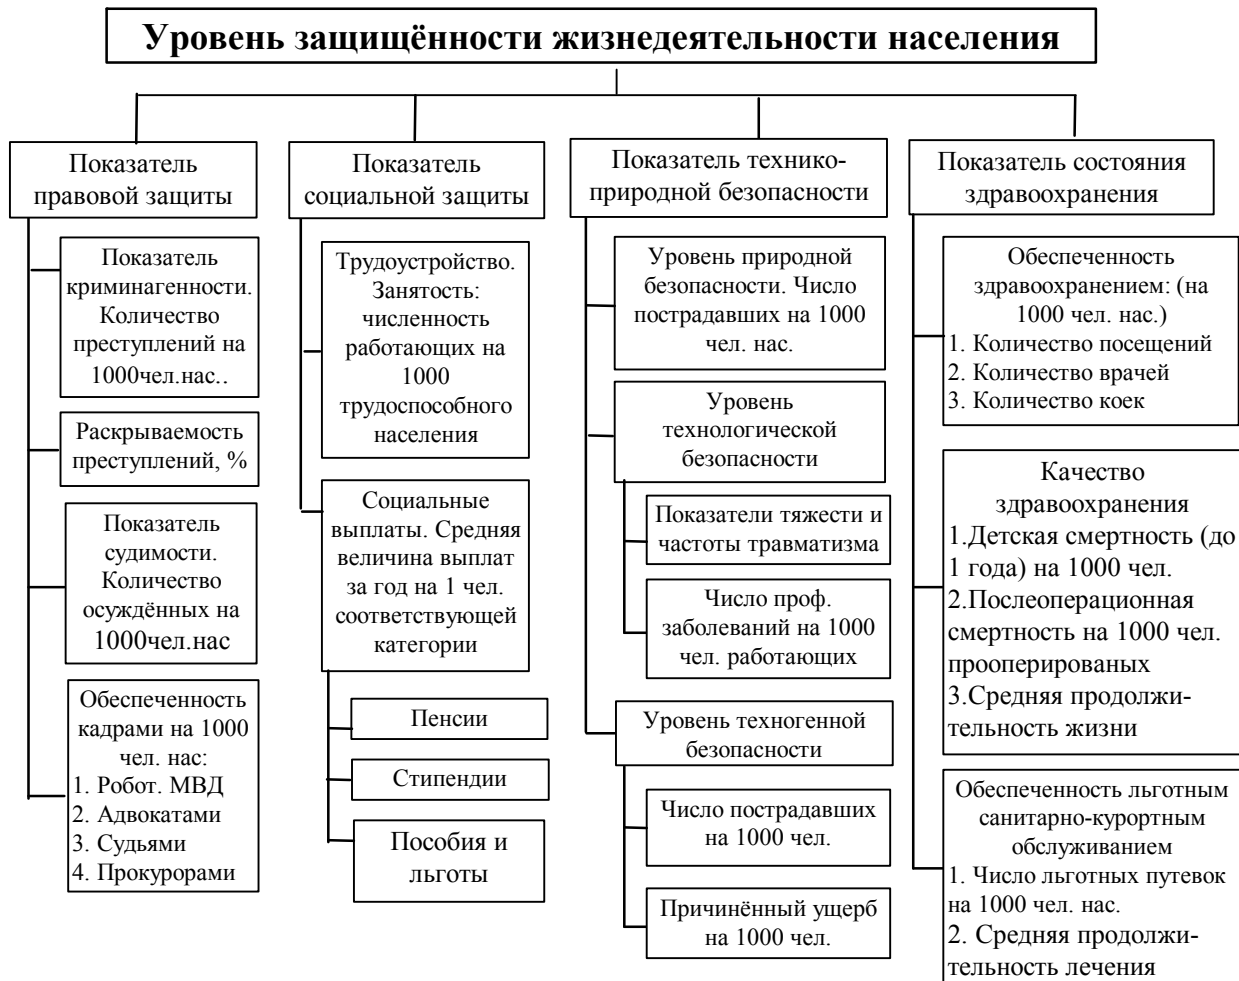 Уровень защищённости жизнедеятельности населения
Показатель
правовой защиты
Показатель
криминагенности.
Количество
преступлений на
1000чел.нас..
Раскрываемость
преступлений, %
Показатель
судимости.
Количество
осуждённых на
1000чел.нас
Обеспеченность
кадрами на 1000
чел. нас:
1. Робот. МВД
2. Адвокатами
3. Судьями
4. Прокурорами
Показатель
социальной защиты
Трудоустройство.
Занятость:
численность
работающих на
1000
трудоспособного
населения
Социальные
выплаты. Средняя
величина выплат
за год на 1 чел.
соответствующей
категории
Пенсии
Стипендии
Пособия и
льготы
Показатель технико-
природной безопасности
Уровень природной
безопасности. Число
пострадавших на 1000
чел. нас.
Уровень
технологической
безопасности
Показатели тяжести и
частоты травматизма
Число проф.
заболеваний на 1000
чел. работающих
Уровень техногенной
безопасности
Число пострадавших
на 1000 чел.
Причинённый ущерб
на 1000 чел.
Показатель состояния
здравоохранения
Обеспеченность
здравоохранением: (на
1000 чел. нас.)
1. Количество посещений
2. Количество врачей
3. Количество коек
Качество
здравоохранения
1.Детская смертность (до
1 года) на 1000 чел.
2.Послеоперационная
смертность на 1000 чел.
прооперированых
3.Средняя продолжи-
тельность жизни
Обеспеченность льготным
санитарно-курортным
обслуживанием
1. Число льготных путевок
на 1000 чел. нас.
2. Средняя продолжи-
тельность лечения